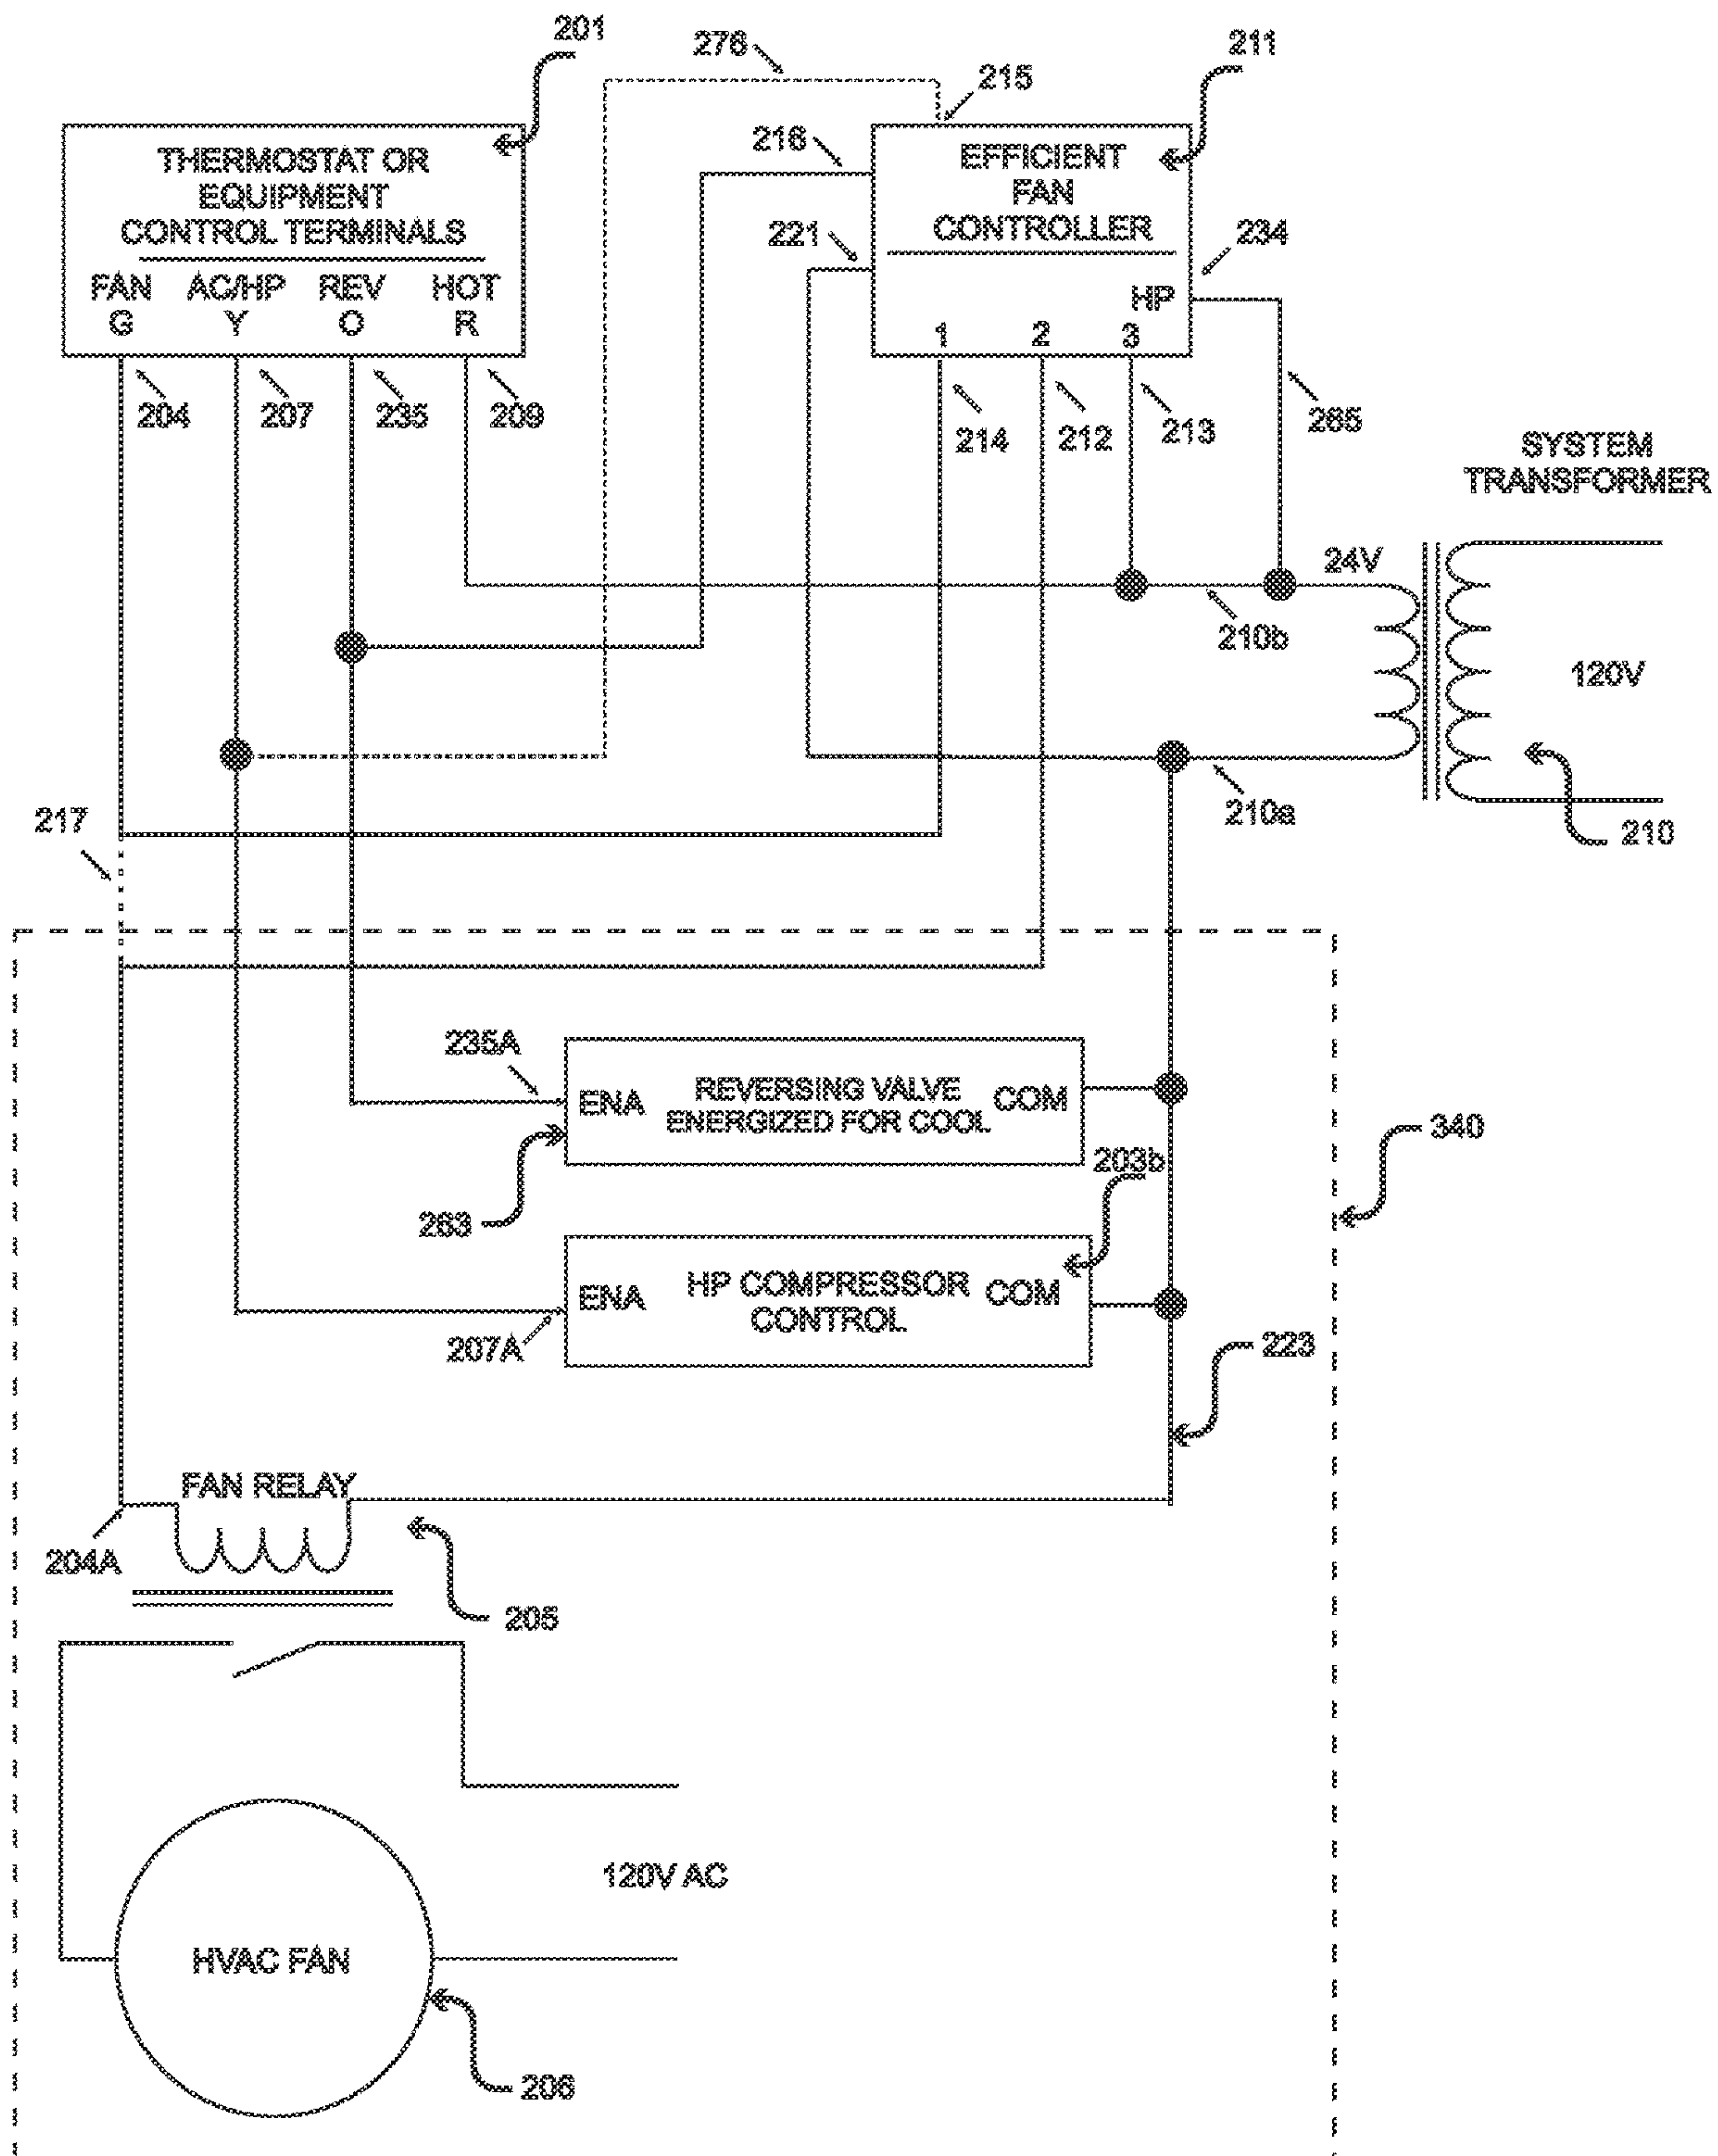 201
276
211
215
216
THERMOSTAT OR
EQUIPMENT
CONTROL TERMINALS
EFFICIENT
FAN
CONTROLLER
221
234
FAN AC/HP REV HOT
G Y O R
HP
1 2 3
204 207 235 209
214 212 213 265
SYSTEM
TRANSFORMER
24V
210b
120V
210a
210
217
235A
ENA
REVERSING VALVE
ENERGIZED FOR COOL
COM
340
203b
263
ENA
HP COMPRESSOR
CONTROL
COM
207A
223
FAN RELAY
204A
205
120V AC
HVAC FAN
206